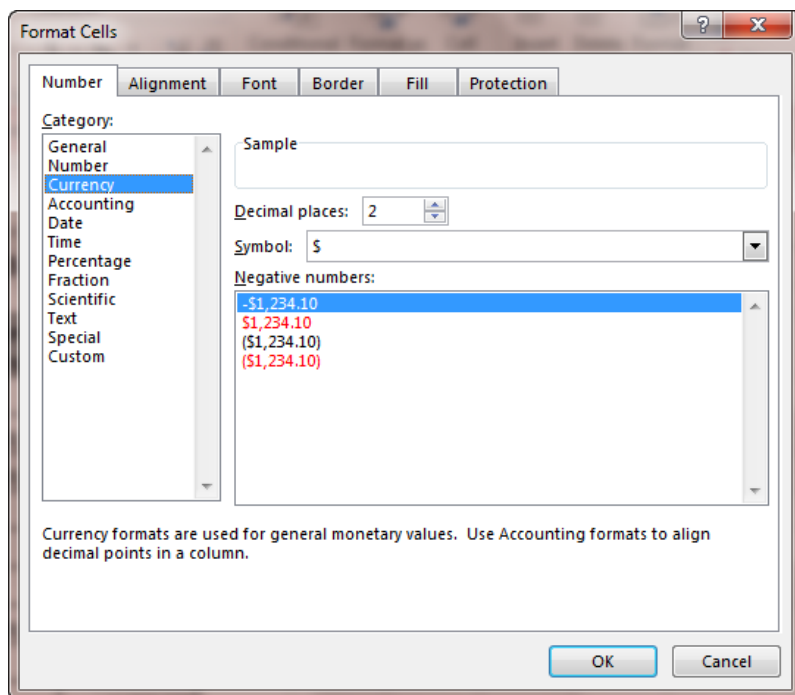 Format Cells
Number Alignment Font Border Fill Protection
Category:
General
Number
Currency
Accounting
Date
Time
Percentage
Fraction
Scientific
Text
Special
Custom
Sample
Decimal places: 2
Symbol: $
Negative numbers:
-$1,234.10
$1,234.10
($1,234.10)
($1,234.10)
Currency formats are used for general monetary values.  Use Accounting formats to align
decimal points in a column.
OK Cancel